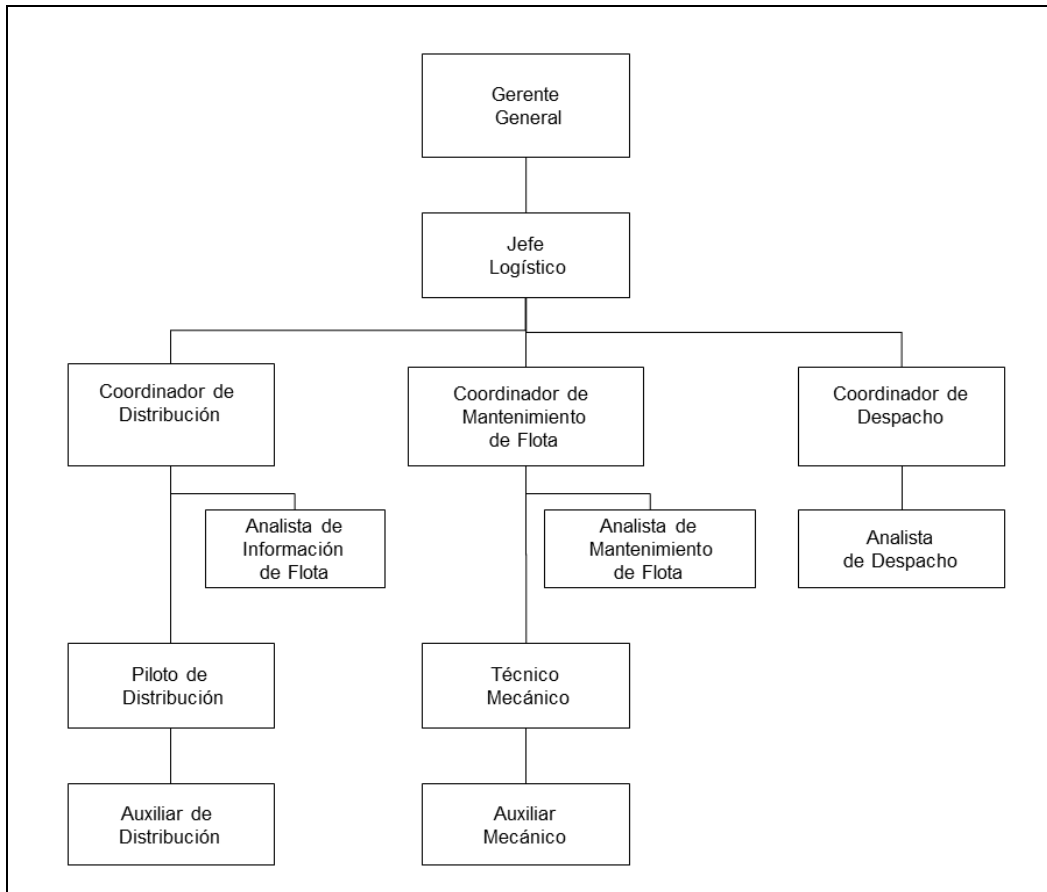 Gerente
General
Jefe
Logístico
Coordinador de
Distribución
Coordinador de
Mantenimiento
de Flota
Coordinador de
Despacho
Analista de
Información
de Flota
Analista de
Mantenimiento
de Flota
Analista
de Despacho
Piloto de
Distribución
Técnico
Mecánico
Auxiliar de
Distribución
Auxiliar
Mecánico